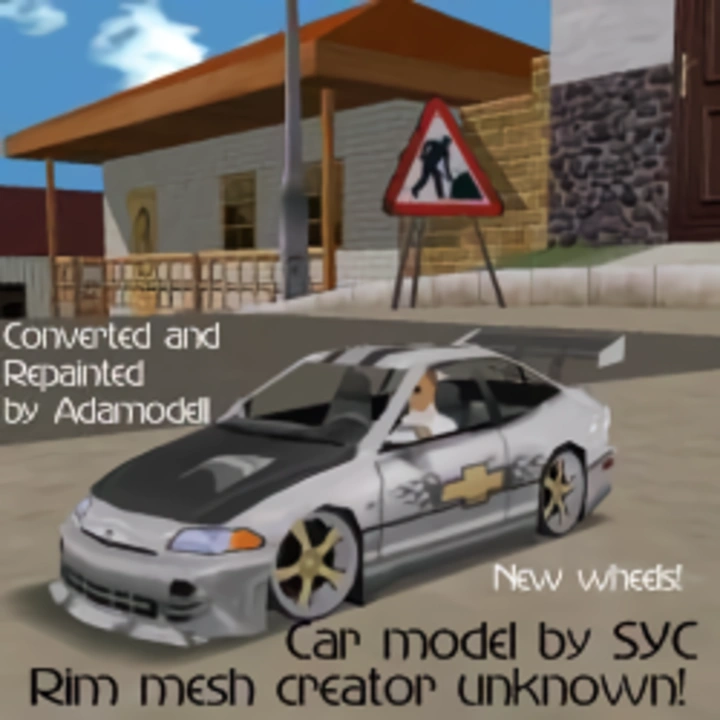 Converted and
Repainted
by Adamodell
New wheels!
Car model by SYC
Rim mesh creator unknown!